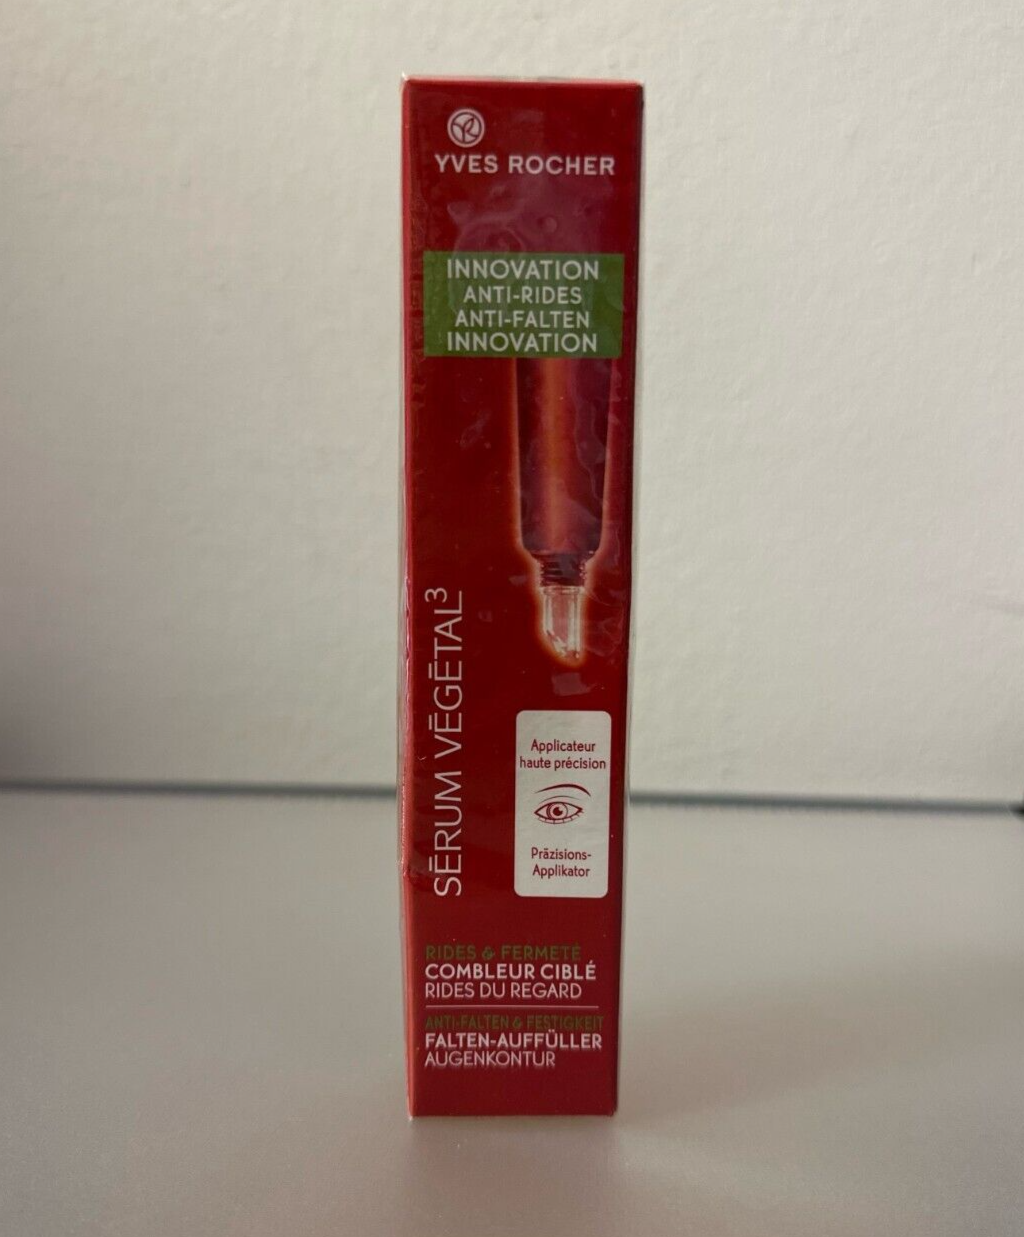 YVES ROCHER
INNOVATION
ANTI-RIDES
ANTI-FALTEN
INNOVATION
SĒRUM VĒGĒTAL³
Applicateur
haute précision
Präzisions-
Applikator
RIDES & FERMETÉ
COMBLEUR CIBLÉ
RIDES DU REGARD
ANTI-FALTEN & FESTIGKEIT
FALTEN-AUFFÜLLER
AUGENKONTUR